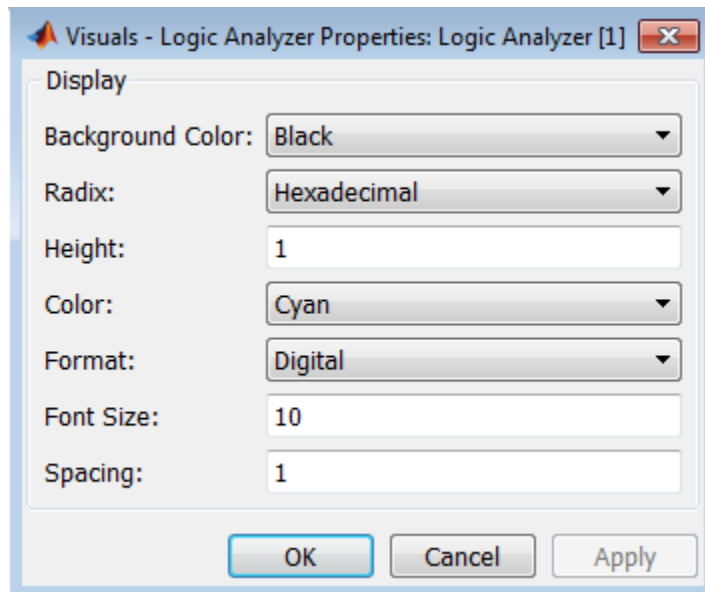 Visuals - Logic Analyzer Properties: Logic Analyzer [1]
Display
Background Color: Black
Radix: Hexadecimal
Height: 1
Color: Cyan
Format: Digital
Font Size: 10
Spacing: 1
OK Cancel Apply